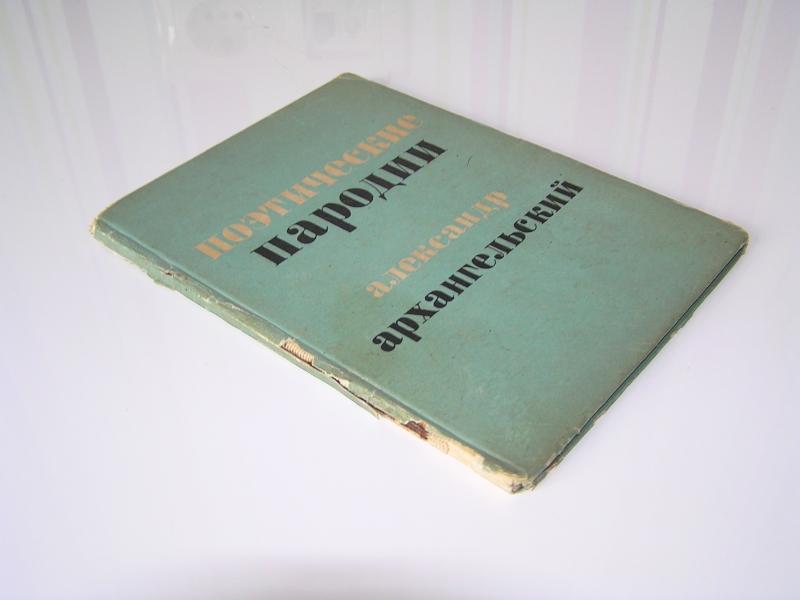 поэтические
пародии
александр
архангельский